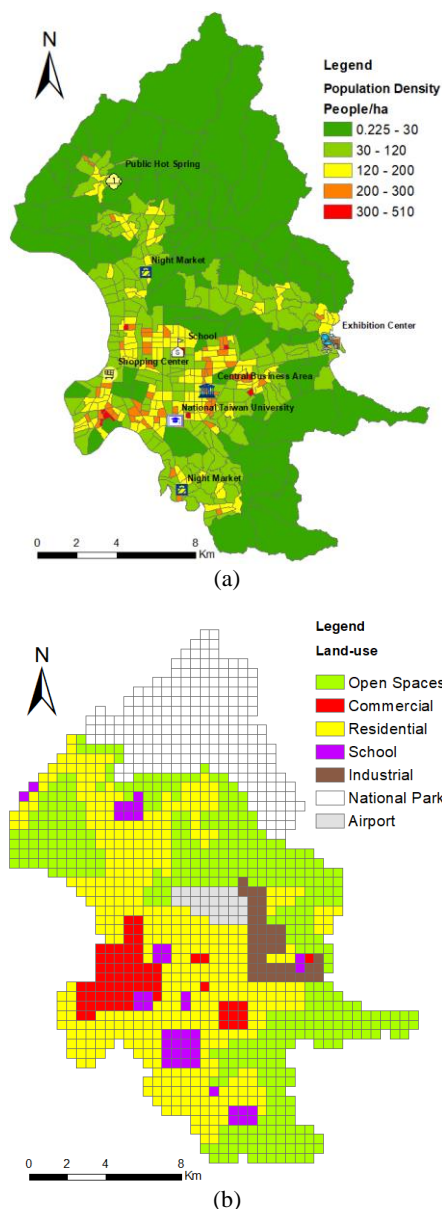 N
Legend
Population Density
People/ha
0.225 - 30
30 - 120
120 - 200
200 - 300
300 - 510
Public Hot Spring
Night Market
Exhibition Center
School
Shopping Center
Central Business Area
National Taiwan University
Night Market
0 2 4 8
Km
(a)
Legend
Land-use
N
Open Spaces
Commercial
Residential
School
Industrial
National Park
Airport
0 2 4 8
Km
(b)